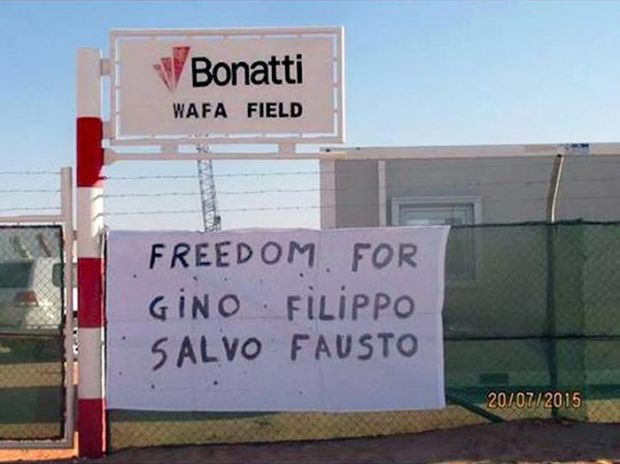 Bonatti
WAFA FIELD
FREEDOM FOR
GINO FILIPPO
SALVO FAUSTO
20/07/2015